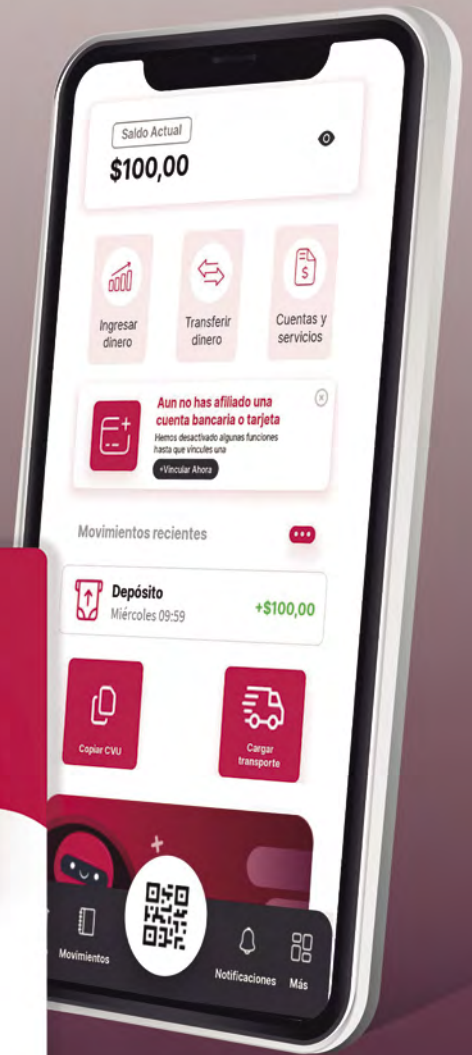 Saldo Actual
$100,00
Ingresar
dinero
Transferir
dinero
Cuentas y
servicios
Aun no has afiliado una
cuenta bancaria o tarjeta
Hemos desactivado algunas funciones
hasta que vincules una
+Vincular Ahora
Movimientos recientes
Depósito
Miércoles 09:59
+$100,00
Copiar CVU
Cargar
transporte
Movimientos
Notificaciones
Más